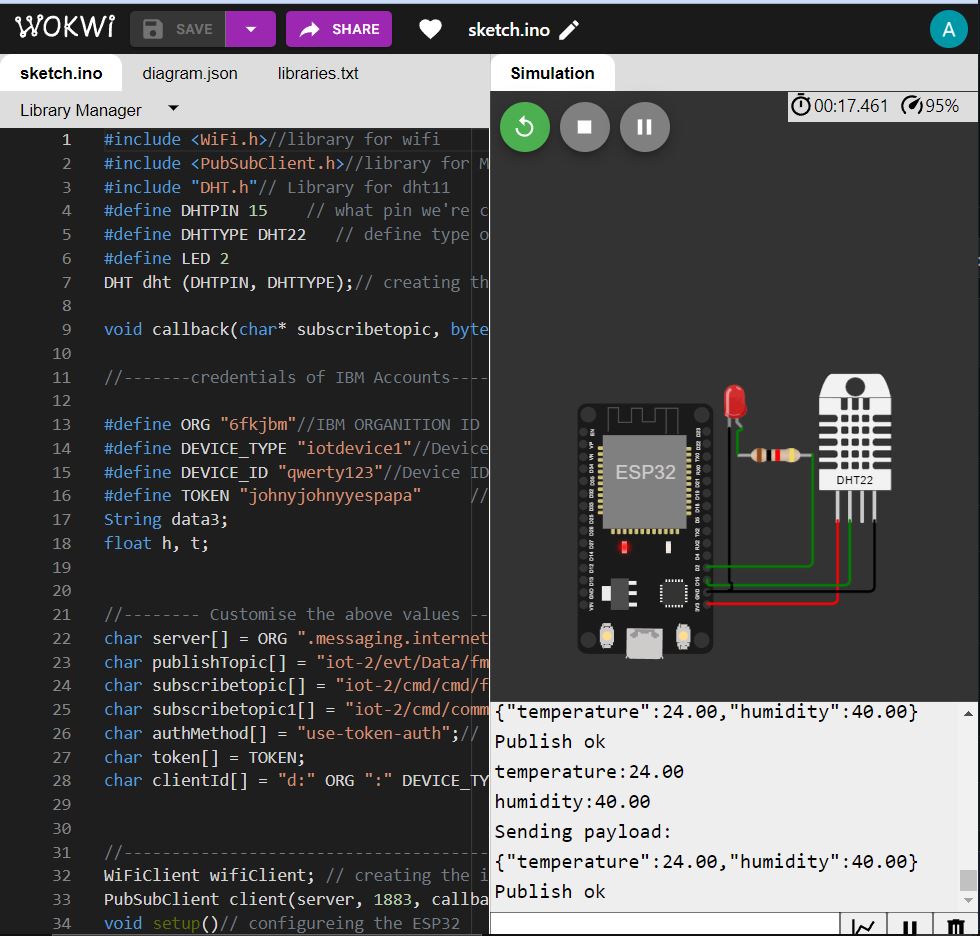 WOKWi SAVE SHARE sketch.ino A
sketch.ino diagram.json libraries.txt Simulation
Library Manager
00:17.461 95%
1 #include <WiFi.h>//library for wifi
2 #include <PubSubClient.h>//library for M
3 #include "DHT.h"// Library for dht11
4 #define DHTPIN 15 // what pin we're c
5 #define DHTTYPE DHT22 // define type o
6 #define LED 2
7 DHT dht (DHTPIN, DHTTYPE);// creating th
8
9 void callback(char* subscribetopic, byte
10
11 //-------credentials of IBM Accounts----
12
13 #define ORG "6fkjbm"//IBM ORGANITION ID
14 #define DEVICE_TYPE "iotdevice1"//Device
15 #define DEVICE_ID "qwerty123"//Device ID
16 #define TOKEN "johnyjohnyyespapa" //
17 String data3;
18 float h, t;
19
20
21 //-------- Customise the above values --
22 char server[] = ORG ".messaging.internet
23 char publishTopic[] = "iot-2/evt/Data/fm
24 char subscribetopic[] = "iot-2/cmd/cmd/f
25 char subscribetopic1[] = "iot-2/cmd/comm
26 char authMethod[] = "use-token-auth";//
27 char token[] = TOKEN;
28 char clientId[] = "d:" ORG ":" DEVICE_TY
29
30
31 //--------------------------------------
32 WiFiClient wifiClient; // creating the i
33 PubSubClient client(server, 1883, callba
34 void setup()// configureing the ESP32
ESP32
DHT22
{"temperature":24.00,"humidity":40.00}
Publish ok
temperature:24.00
humidity:40.00
Sending payload:
{"temperature":24.00,"humidity":40.00}
Publish ok